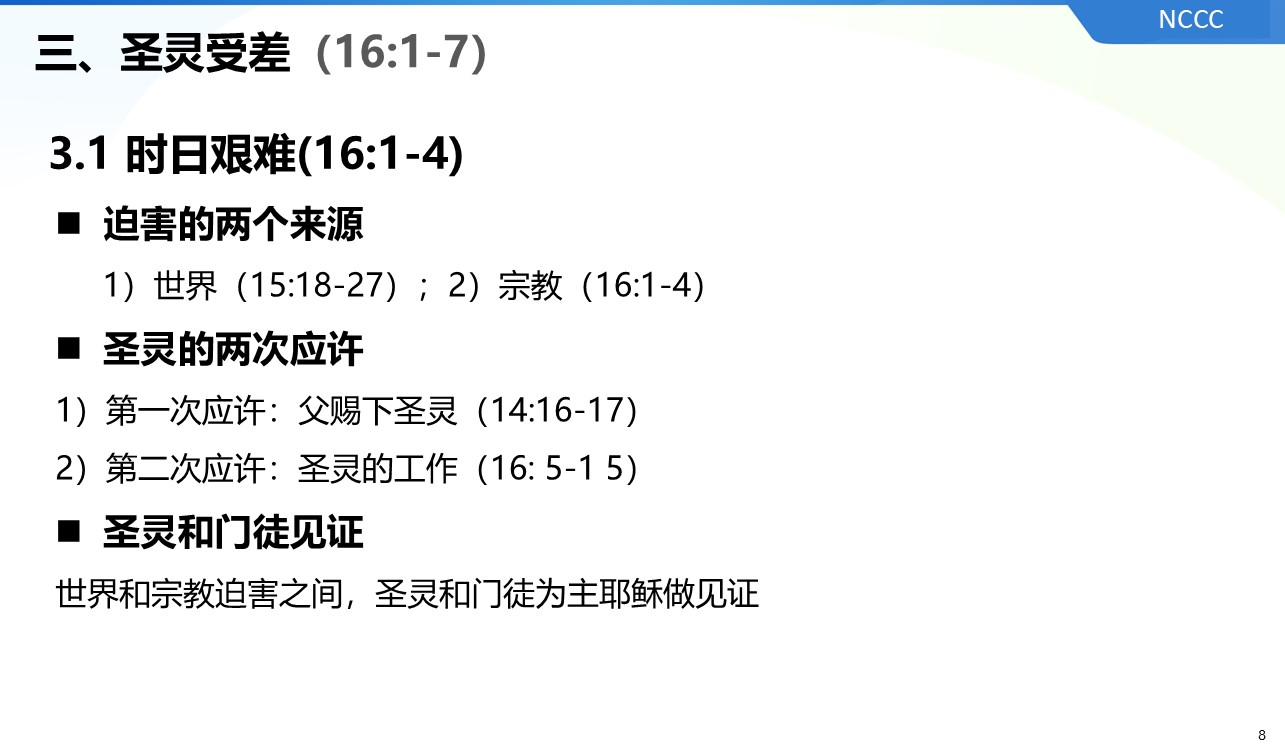 NCCC
三、圣灵受差（16:1-7）
3.1 时日艰难(16:1-4)
■ 迫害的两个来源
1）世界（15:18-27）；2）宗教（16:1-4）
■ 圣灵的两次应许
1）第一次应许：父赐下圣灵（14:16-17）
2）第二次应许：圣灵的工作（16: 5-1 5）
■ 圣灵和门徒见证
世界和宗教迫害之间，圣灵和门徒为主耶稣做见证
8